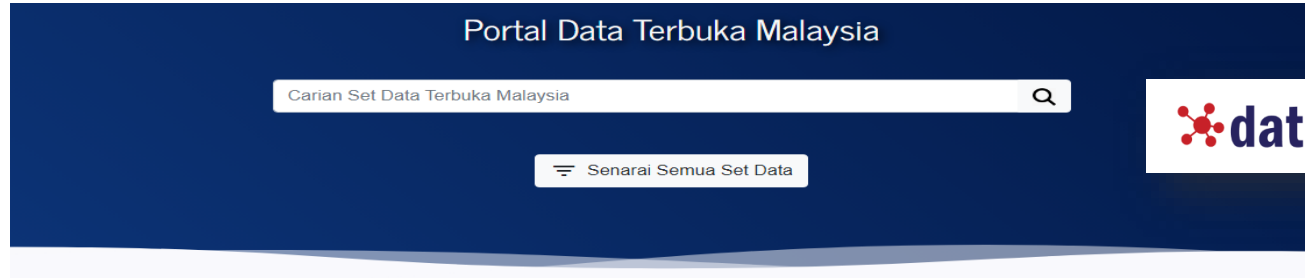 Portal Data Terbuka Malaysia
Carian Set Data Terbuka Malaysia
dat
Senarai Semua Set Data